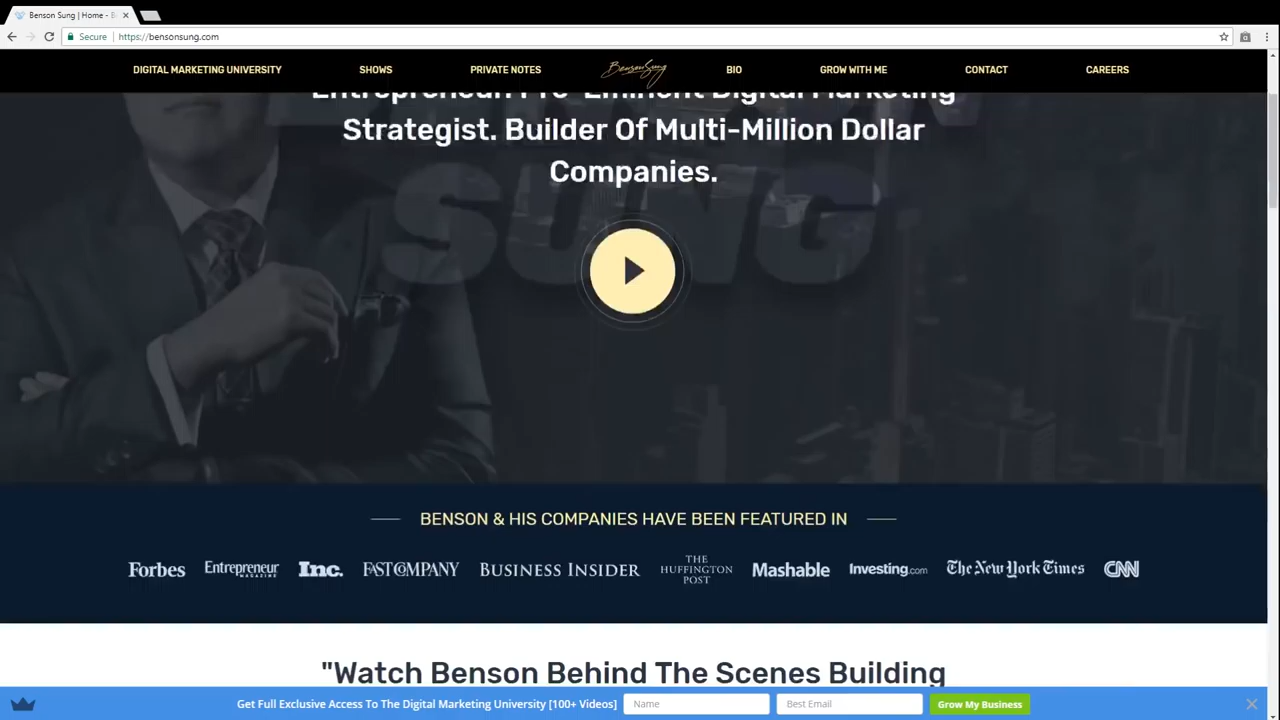 Benson Sung | Home - B
Secure
https://bensonsung.com
DIGITAL MARKETING UNIVERSITY
SHOWS
PRIVATE NOTES
Benson Sung
BIO
GROW WITH ME
CONTACT
CAREERS
Entrepreneur. Pre-Eminent Digital Marketing
Strategist. Builder Of Multi-Million Dollar
Companies.
SUNG
BENSON & HIS COMPANIES HAVE BEEN FEATURED IN
Forbes
Entrepreneur
MAGAZINE
Inc.
FAST COMPANY
BUSINESS INSIDER
THE
HUFFINGTON
POST
Mashable
Investing.com
The New York Times
CNN
"Watch Benson Behind The Scenes Building
Get Full Exclusive Access To The Digital Marketing University [100+ Videos]
Name
Best Email
Grow My Business